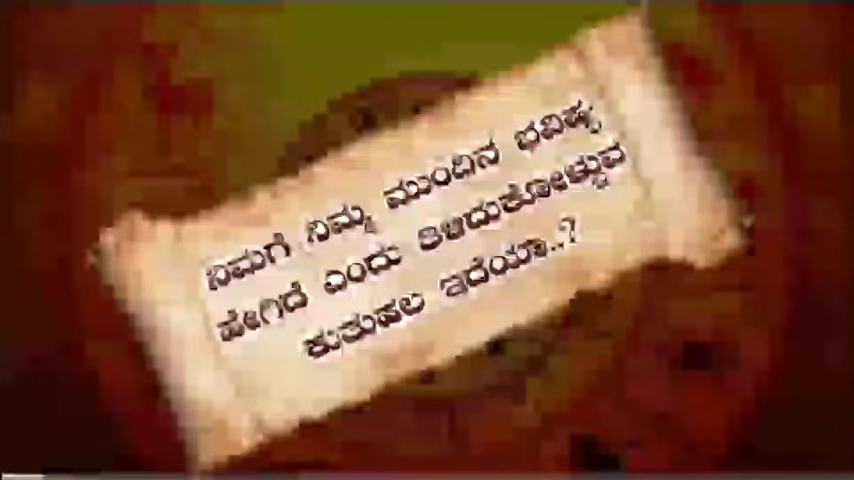 ನಿಮಗೆ ನಿಮ್ಮ ಮುಂದಿನ ಭವಿಷ್ಯ
ಹೇಗಿದೆ ಎಂದು ತಿಳಿದುಕೋಳ್ಳುವ
ಕುತುಹಲ ಇದೆಯಾ..?